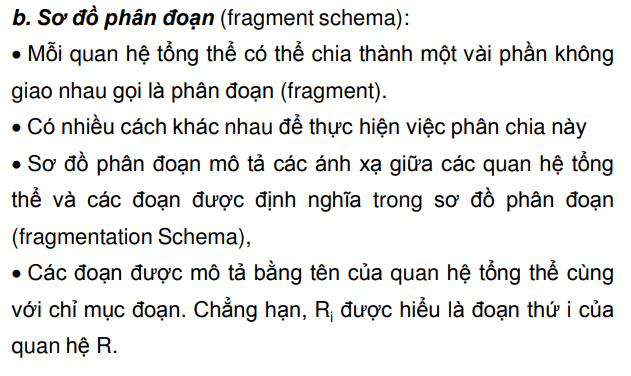 b. Sơ đồ phân đoạn (fragment schema):
• Mỗi quan hệ tổng thể có thể chia thành một vài phần không
giao nhau gọi là phân đoạn (fragment).
• Có nhiều cách khác nhau để thực hiện việc phân chia này
• Sơ đồ phân đoạn mô tả các ánh xạ giữa các quan hệ tổng
thể và các đoạn được định nghĩa trong sơ đồ phân đoạn
(fragmentation Schema),
• Các đoạn được mô tả bằng tên của quan hệ tổng thể cùng
với chỉ mục đoạn. Chẳng hạn, Rᵢ được hiểu là đoạn thứ i của
quan hệ R.